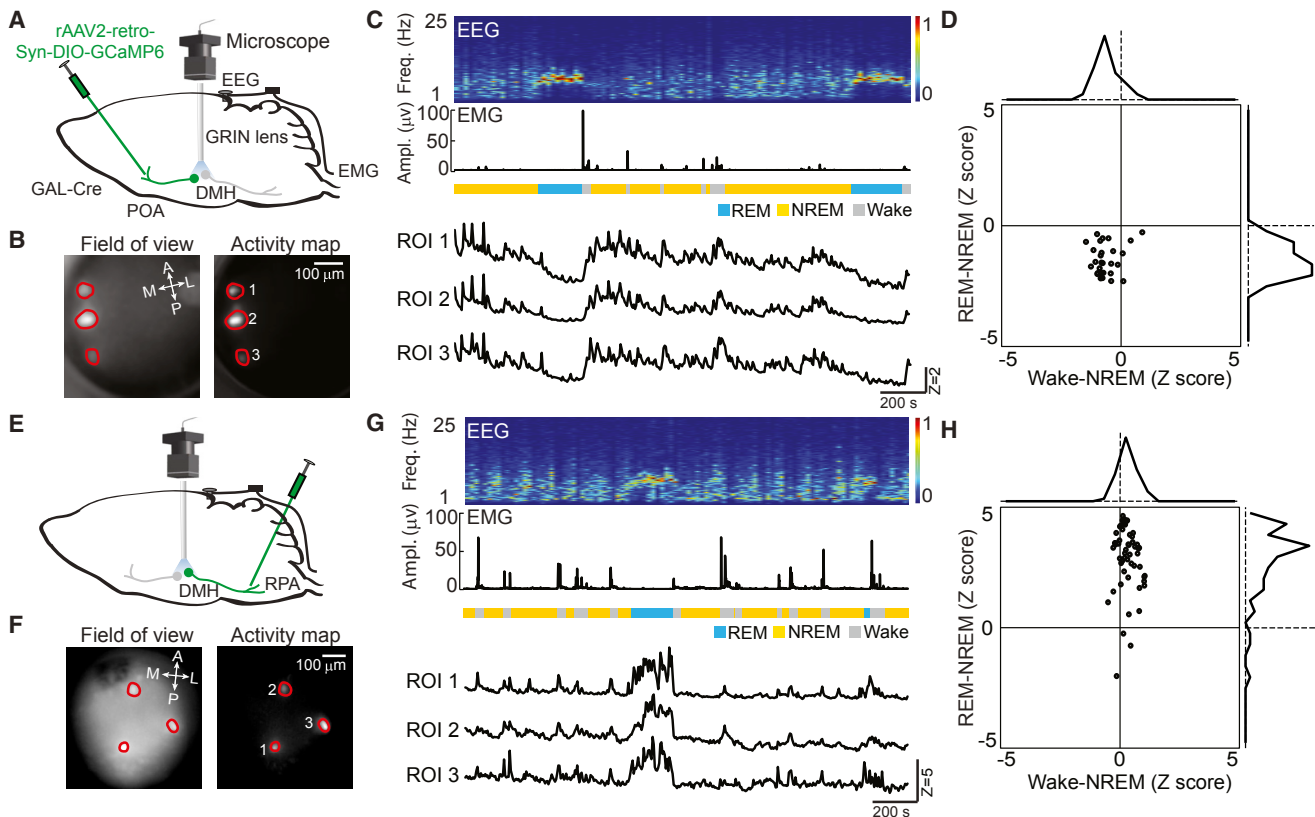 A
rAAV2-retro-
Syn-DIO-GCaMP6
Microscope
EEG
GRIN lens
EMG
GAL-Cre
DMH
POA
B
Field of view
Activity map
100 µm
A
M
L
P
1
2
3
C
Freq. (Hz)
25
1
EEG
1
0
Ampl. (µv)
100
50
0
EMG
REM
NREM
Wake
ROI 1
ROI 2
ROI 3
Z=2
200 s
D
REM-NREM (Z score)
5
0
-5
-5
0
5
Wake-NREM (Z score)
E
DMH
RPA
F
Field of view
Activity map
100 µm
A
M
L
P
2
3
1
G
Freq. (Hz)
25
1
EEG
1
0
Ampl. (µv)
100
50
0
EMG
REM
NREM
Wake
ROI 1
ROI 2
ROI 3
Z=5
200 s
H
REM-NREM (Z score)
5
0
-5
-5
0
5
Wake-NREM (Z score)